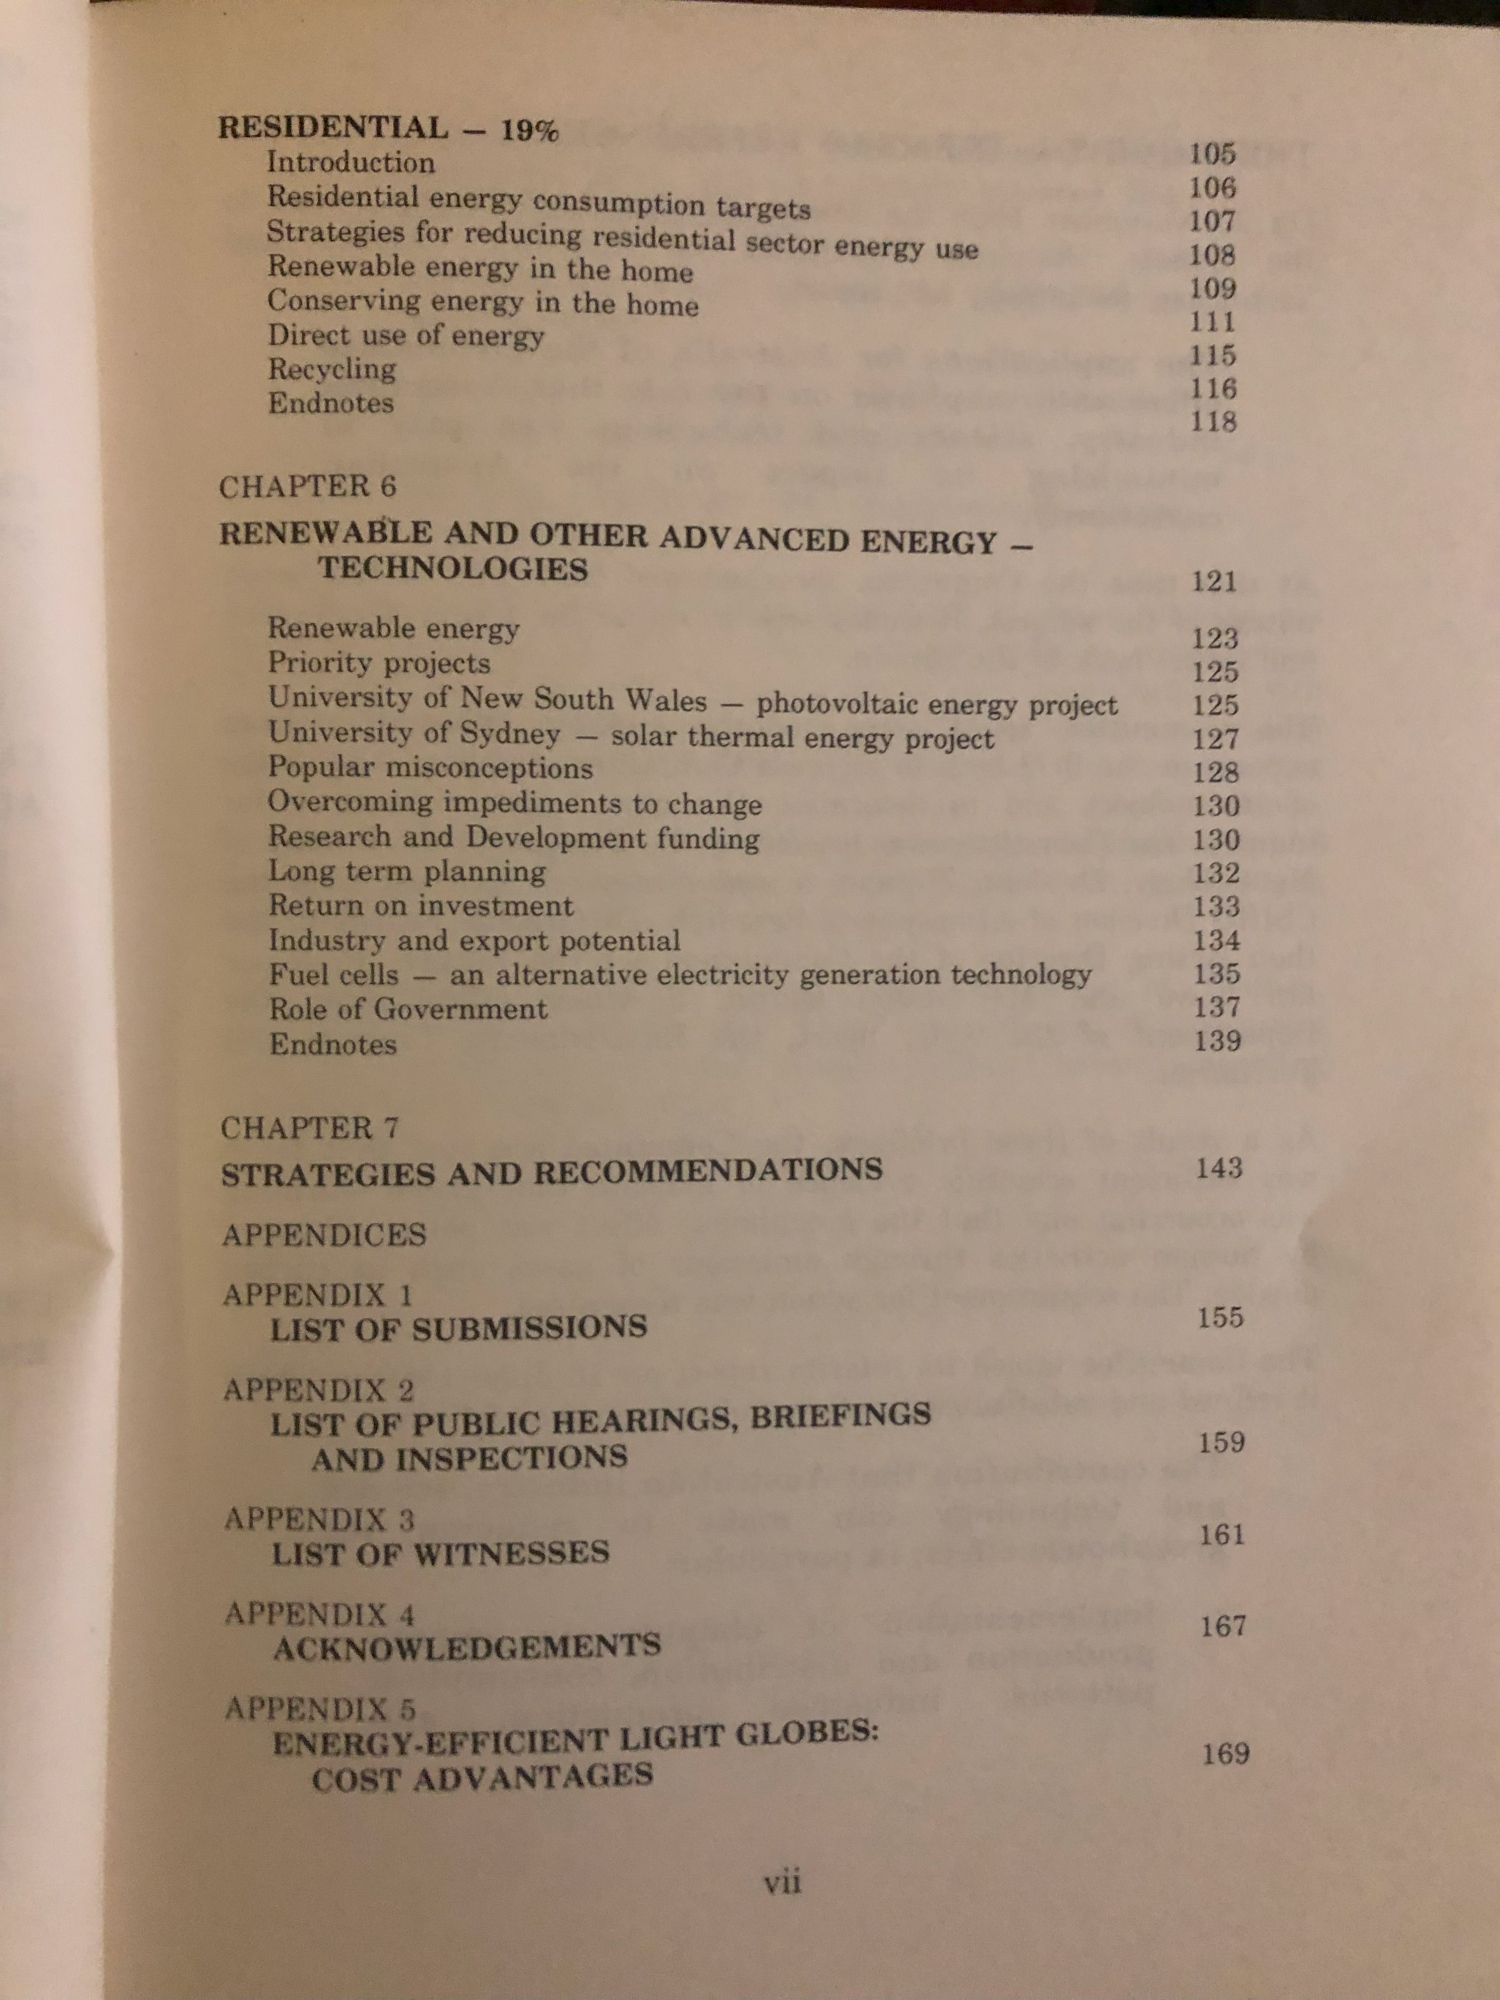 RESIDENTIAL — 19% 105
Introduction 106
Residential energy consumption targets 107
Strategies for reducing residential sector energy use 108
Renewable energy in the home 109
Conserving energy in the home 111
Direct use of energy 115
Recycling 116
Endnotes 118
CHAPTER 6
RENEWABLE AND OTHER ADVANCED ENERGY —
TECHNOLOGIES 121
Renewable energy 123
Priority projects 125
University of New South Wales — photovoltaic energy project 125
University of Sydney — solar thermal energy project 127
Popular misconceptions 128
Overcoming impediments to change 130
Research and Development funding 130
Long term planning 132
Return on investment 133
Industry and export potential 134
Fuel cells — an alternative electricity generation technology 135
Role of Government 137
Endnotes 139
CHAPTER 7
STRATEGIES AND RECOMMENDATIONS 143
APPENDICES
APPENDIX 1
LIST OF SUBMISSIONS 155
APPENDIX 2
LIST OF PUBLIC HEARINGS, BRIEFINGS
AND INSPECTIONS 159
APPENDIX 3
LIST OF WITNESSES 161
APPENDIX 4
ACKNOWLEDGEMENTS 167
APPENDIX 5
ENERGY-EFFICIENT LIGHT GLOBES:
COST ADVANTAGES 169
vii